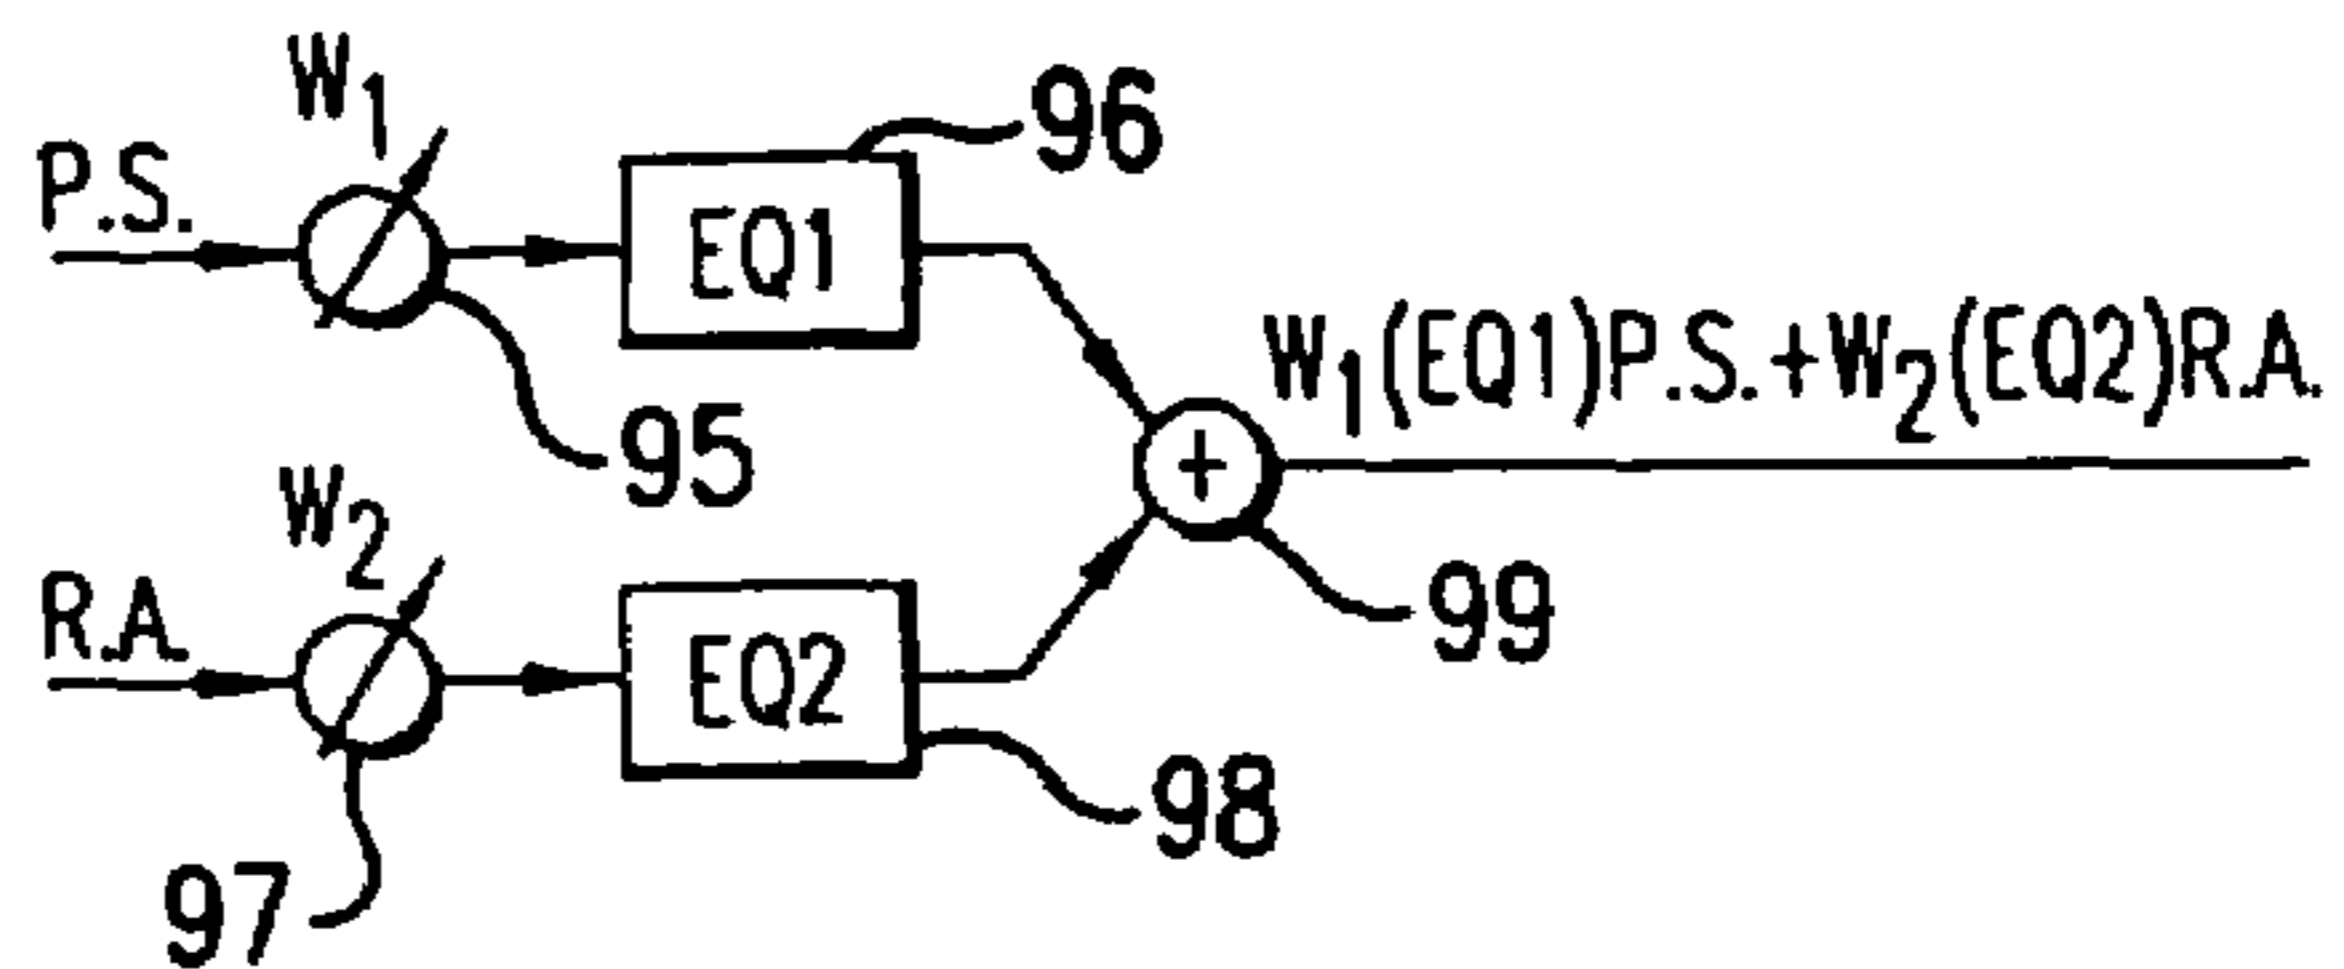 W1
P.S.
EQ1
96
95
W1(EQ1)P.S.+W2(EQ2)R.A.
+
W2
R.A.
EQ2
99
98
97